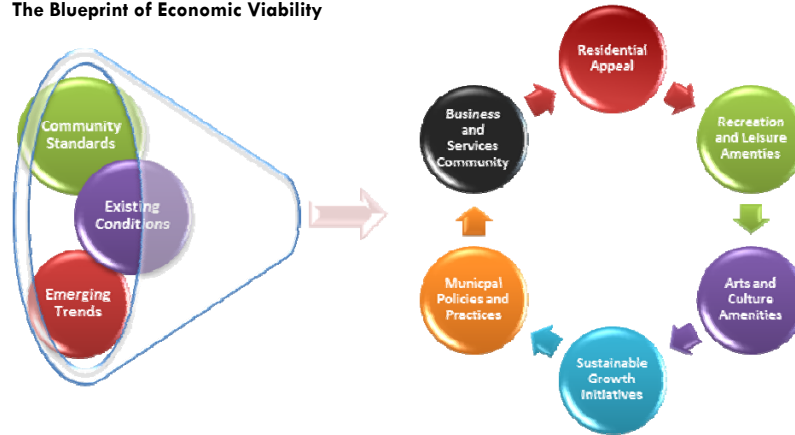 The Blueprint of Economic Viability
Community
Standards
Existing
Conditions
Emerging
Trends
Residential
Appeal
Recreation
and Leisure
Amenties
Arts and
Culture
Amenities
Sustainable
Growth
Initiatives
Municpal
Policies and
Practices
Business
and
Services
Community